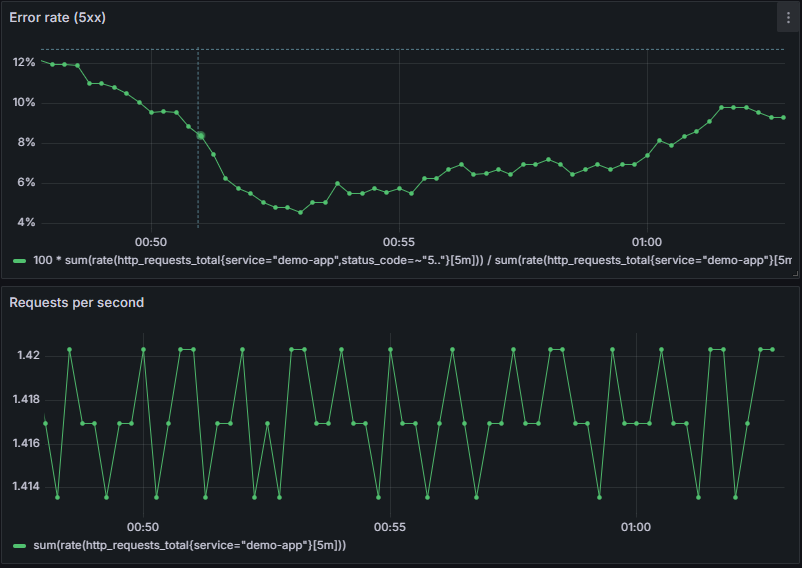 Error rate (5xx)
12%
10%
8%
6%
4%
00:50 00:55 01:00
100 * sum(rate(http_requests_total{service="demo-app",status_code=~"5.."}[5m])) / sum(rate(http_requests_total{service="demo-app"}[5m
Requests per second
1.42
1.418
1.416
1.414
00:50 00:55 01:00
sum(rate(http_requests_total{service="demo-app"}[5m]))